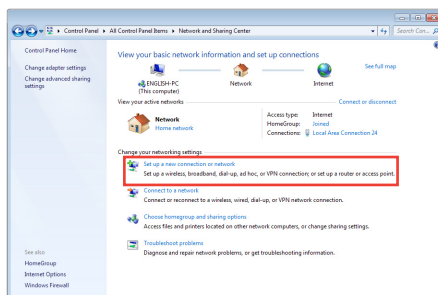 Control Panel ▸ All Control Panel Items ▸ Network and Sharing Center
Search Con...
Control Panel Home
Change adapter settings
Change advanced sharing
settings
View your basic network information and set up connections
See full map
ENGLISH-PC
(This computer)
Network
Internet
View your active networks
Connect or disconnect
Network
Home network
Access type: Internet
HomeGroup: Joined
Connections: Local Area Connection 24
Change your networking settings
Set up a new connection or network
Set up a wireless, broadband, dial-up, ad hoc, or VPN connection; or set up a router or access point.
Connect to a network
Connect or reconnect to a wireless, wired, dial-up, or VPN network connection.
Choose homegroup and sharing options
Access files and printers located on other network computers, or change sharing settings.
Troubleshoot problems
Diagnose and repair network problems, or get troubleshooting information.
See also
HomeGroup
Internet Options
Windows Firewall